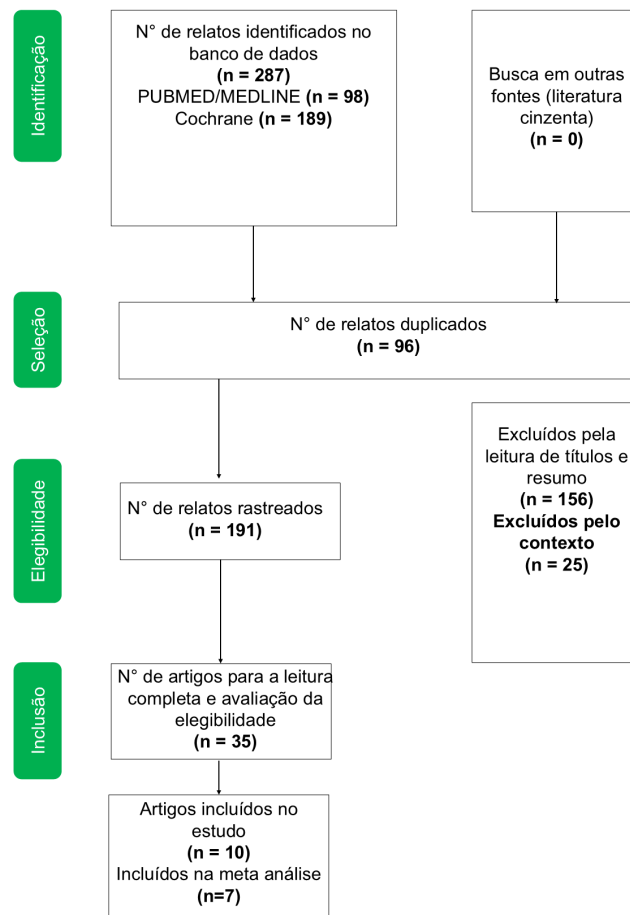 Identificação
N° de relatos identificados no
banco de dados
(n = 287)
PUBMED/MEDLINE (n = 98)
Cochrane (n = 189)
Busca em outras
fontes (literatura
cinzenta)
(n = 0)
Seleção
N° de relatos duplicados
(n = 96)
Elegibilidade
N° de relatos rastreados
(n = 191)
Excluídos pela
leitura de títulos e
resumo
(n = 156)
Excluídos pelo
contexto
(n = 25)
Inclusão
N° de artigos para a leitura
completa e avaliação da
elegibilidade
(n = 35)
Artigos incluídos no
estudo
(n = 10)
Incluídos na meta análise
(n=7)